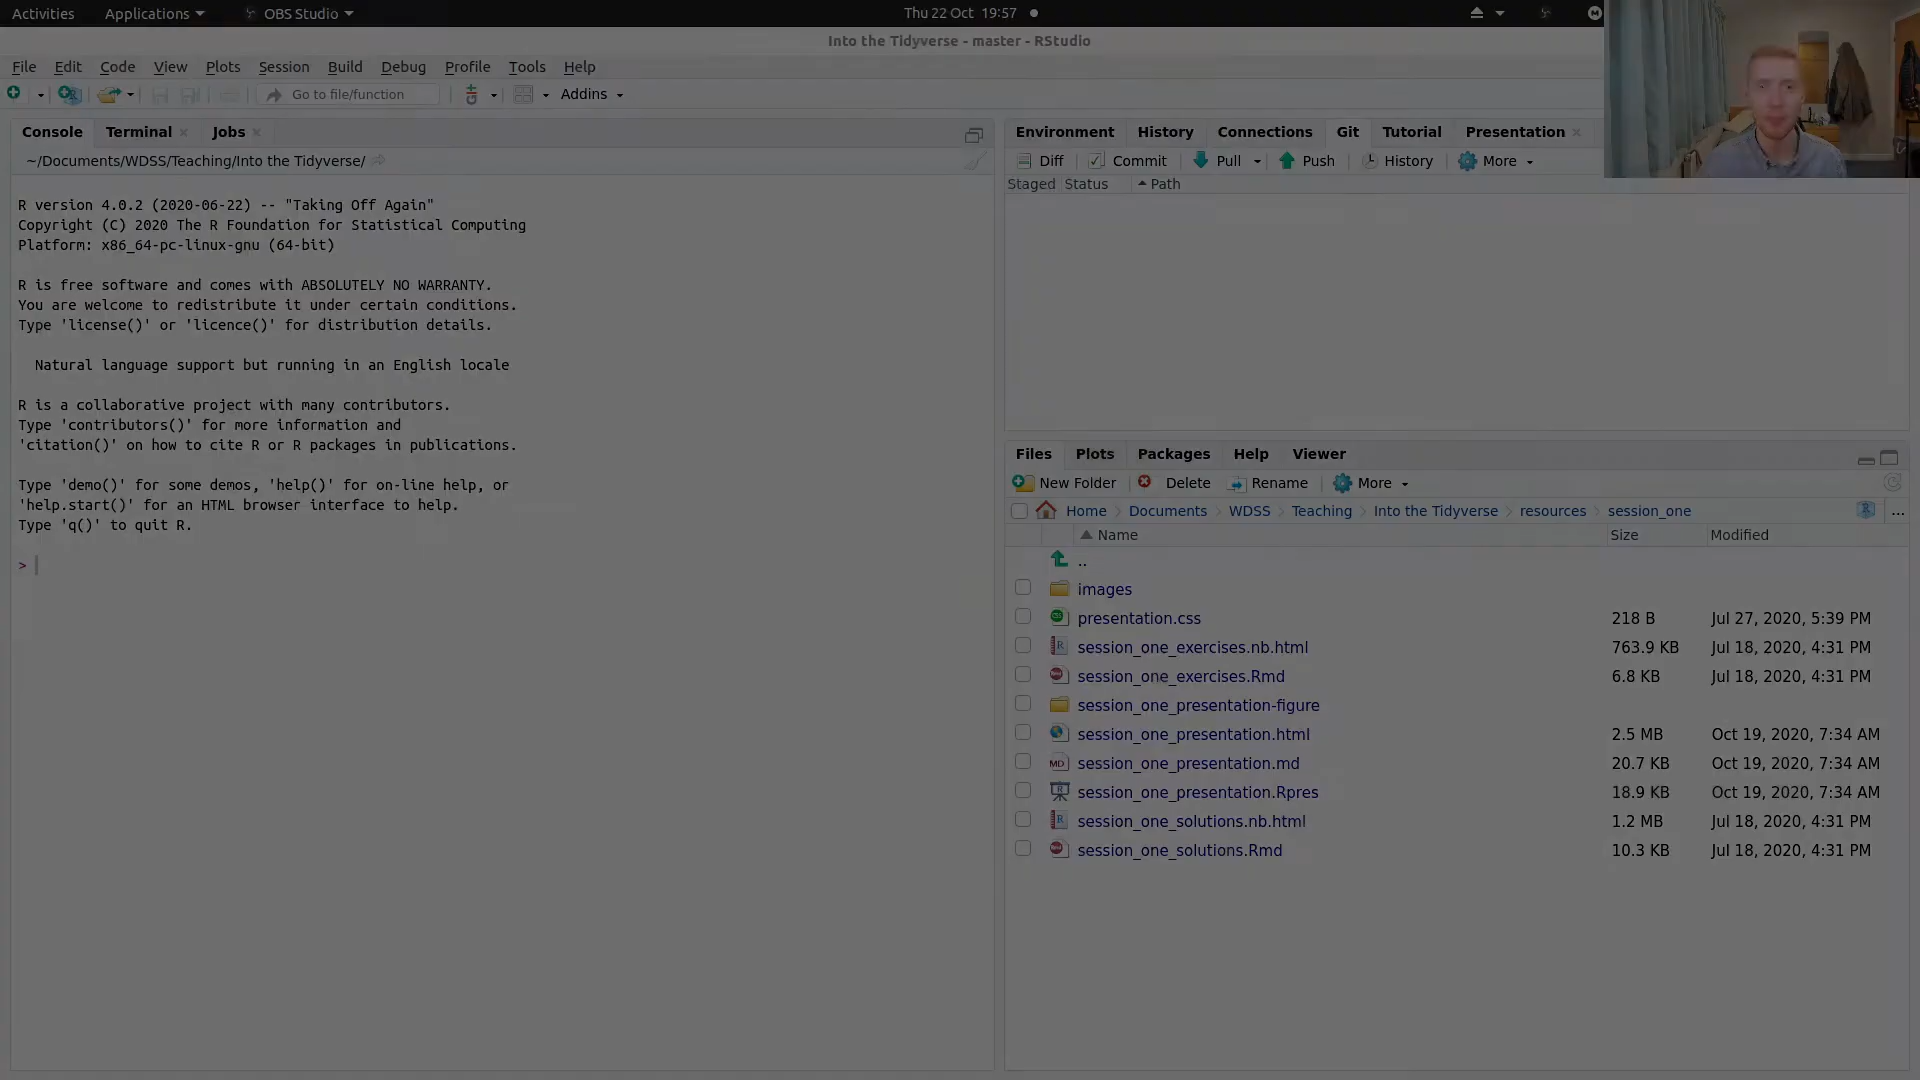 Activities Applications OBS Studio Thu 22 Oct 19:57
Into the Tidyverse - master - RStudio
File Edit Code View Plots Session Build Debug Profile Tools Help
Go to file/function Addins
Console Terminal Jobs
~/Documents/WDSS/Teaching/Into the Tidyverse/
R version 4.0.2 (2020-06-22) -- "Taking Off Again"
Copyright (C) 2020 The R Foundation for Statistical Computing
Platform: x86_64-pc-linux-gnu (64-bit)
R is free software and comes with ABSOLUTELY NO WARRANTY.
You are welcome to redistribute it under certain conditions.
Type 'license()' or 'licence()' for distribution details.
Natural language support but running in an English locale
R is a collaborative project with many contributors.
Type 'contributors()' for more information and
'citation()' on how to cite R or R packages in publications.
Type 'demo()' for some demos, 'help()' for on-line help, or
'help.start()' for an HTML browser interface to help.
Type 'q()' to quit R.
>
Environment History Connections Git Tutorial Presentation
Diff Commit Pull Push History More
Staged Status Path
Files Plots Packages Help Viewer
New Folder Delete Rename More
Home Documents WDSS Teaching Into the Tidyverse resources session_one ...
Name Size Modified
..
images
presentation.css 218 B Jul 27, 2020, 5:39 PM
session_one_exercises.nb.html 763.9 KB Jul 18, 2020, 4:31 PM
session_one_exercises.Rmd 6.8 KB Jul 18, 2020, 4:31 PM
session_one_presentation-figure
session_one_presentation.html 2.5 MB Oct 19, 2020, 7:34 AM
session_one_presentation.md 20.7 KB Oct 19, 2020, 7:34 AM
session_one_presentation.Rpres 18.9 KB Oct 19, 2020, 7:34 AM
session_one_solutions.nb.html 1.2 MB Jul 18, 2020, 4:31 PM
session_one_solutions.Rmd 10.3 KB Jul 18, 2020, 4:31 PM